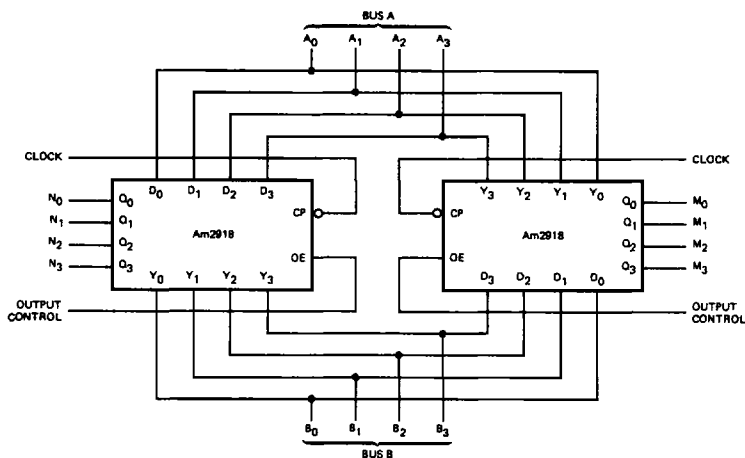 BUS A
A0 A1 A2 A3
CLOCK
CLOCK
D0 D1 D2 D3
Y3 Y2 Y1 Y0
N0 Q0
N1 Q1
N2 Q2
N3 Q3
CP
Am2918
OE
Y0 Y1 Y2 Y3
CP
Am2918
OE
Q0 M0
Q1 M1
Q2 M2
Q3 M3
D3 D2 D1 D0
OUTPUT
CONTROL
OUTPUT
CONTROL
B0 B1 B2 B3
BUS B